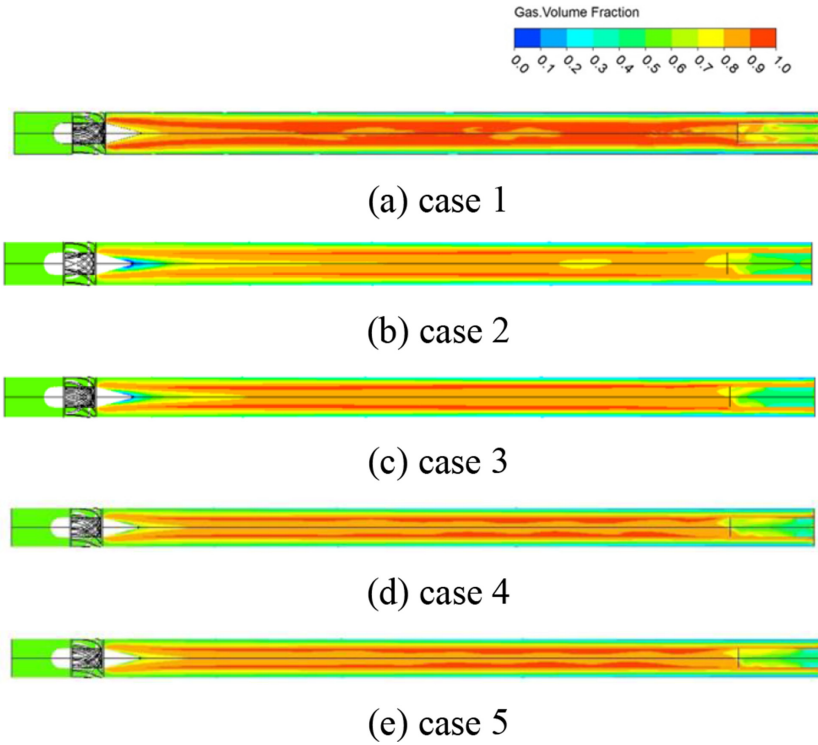 Gas.Volume Fraction
0.0 0.1 0.2 0.3 0.4 0.5 0.6 0.7 0.8 0.9 1.0
(a) case 1
(b) case 2
(c) case 3
(d) case 4
(e) case 5